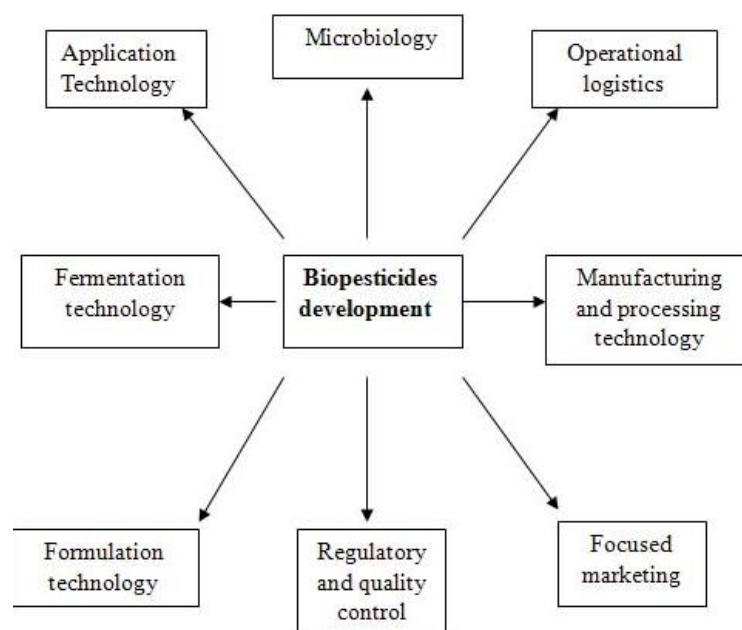 Application
Technology
Microbiology
Operational
logistics
Fermentation
technology
Biopesticides
development
Manufacturing
and processing
technology
Formulation
technology
Regulatory
and quality
control
Focused
marketing